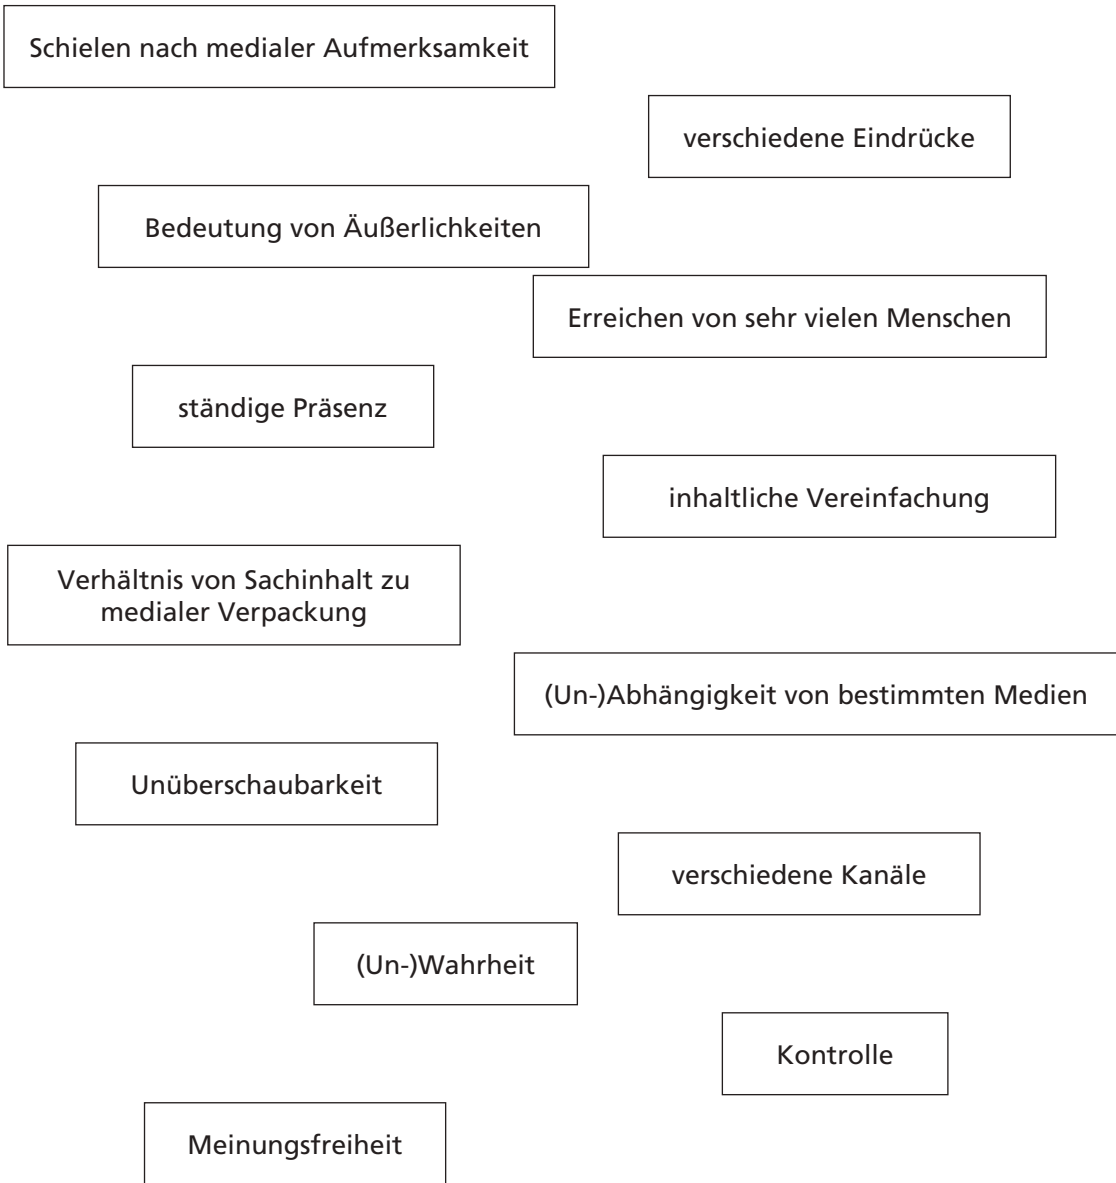 Schielen nach medialer Aufmerksamkeit
verschiedene Eindrücke
Bedeutung von Äußerlichkeiten
Erreichen von sehr vielen Menschen
ständige Präsenz
inhaltliche Vereinfachung
Verhältnis von Sachinhalt zu
medialer Verpackung
(Un-)Abhängigkeit von bestimmten Medien
Unüberschaubarkeit
verschiedene Kanäle
(Un-)Wahrheit
Kontrolle
Meinungsfreiheit